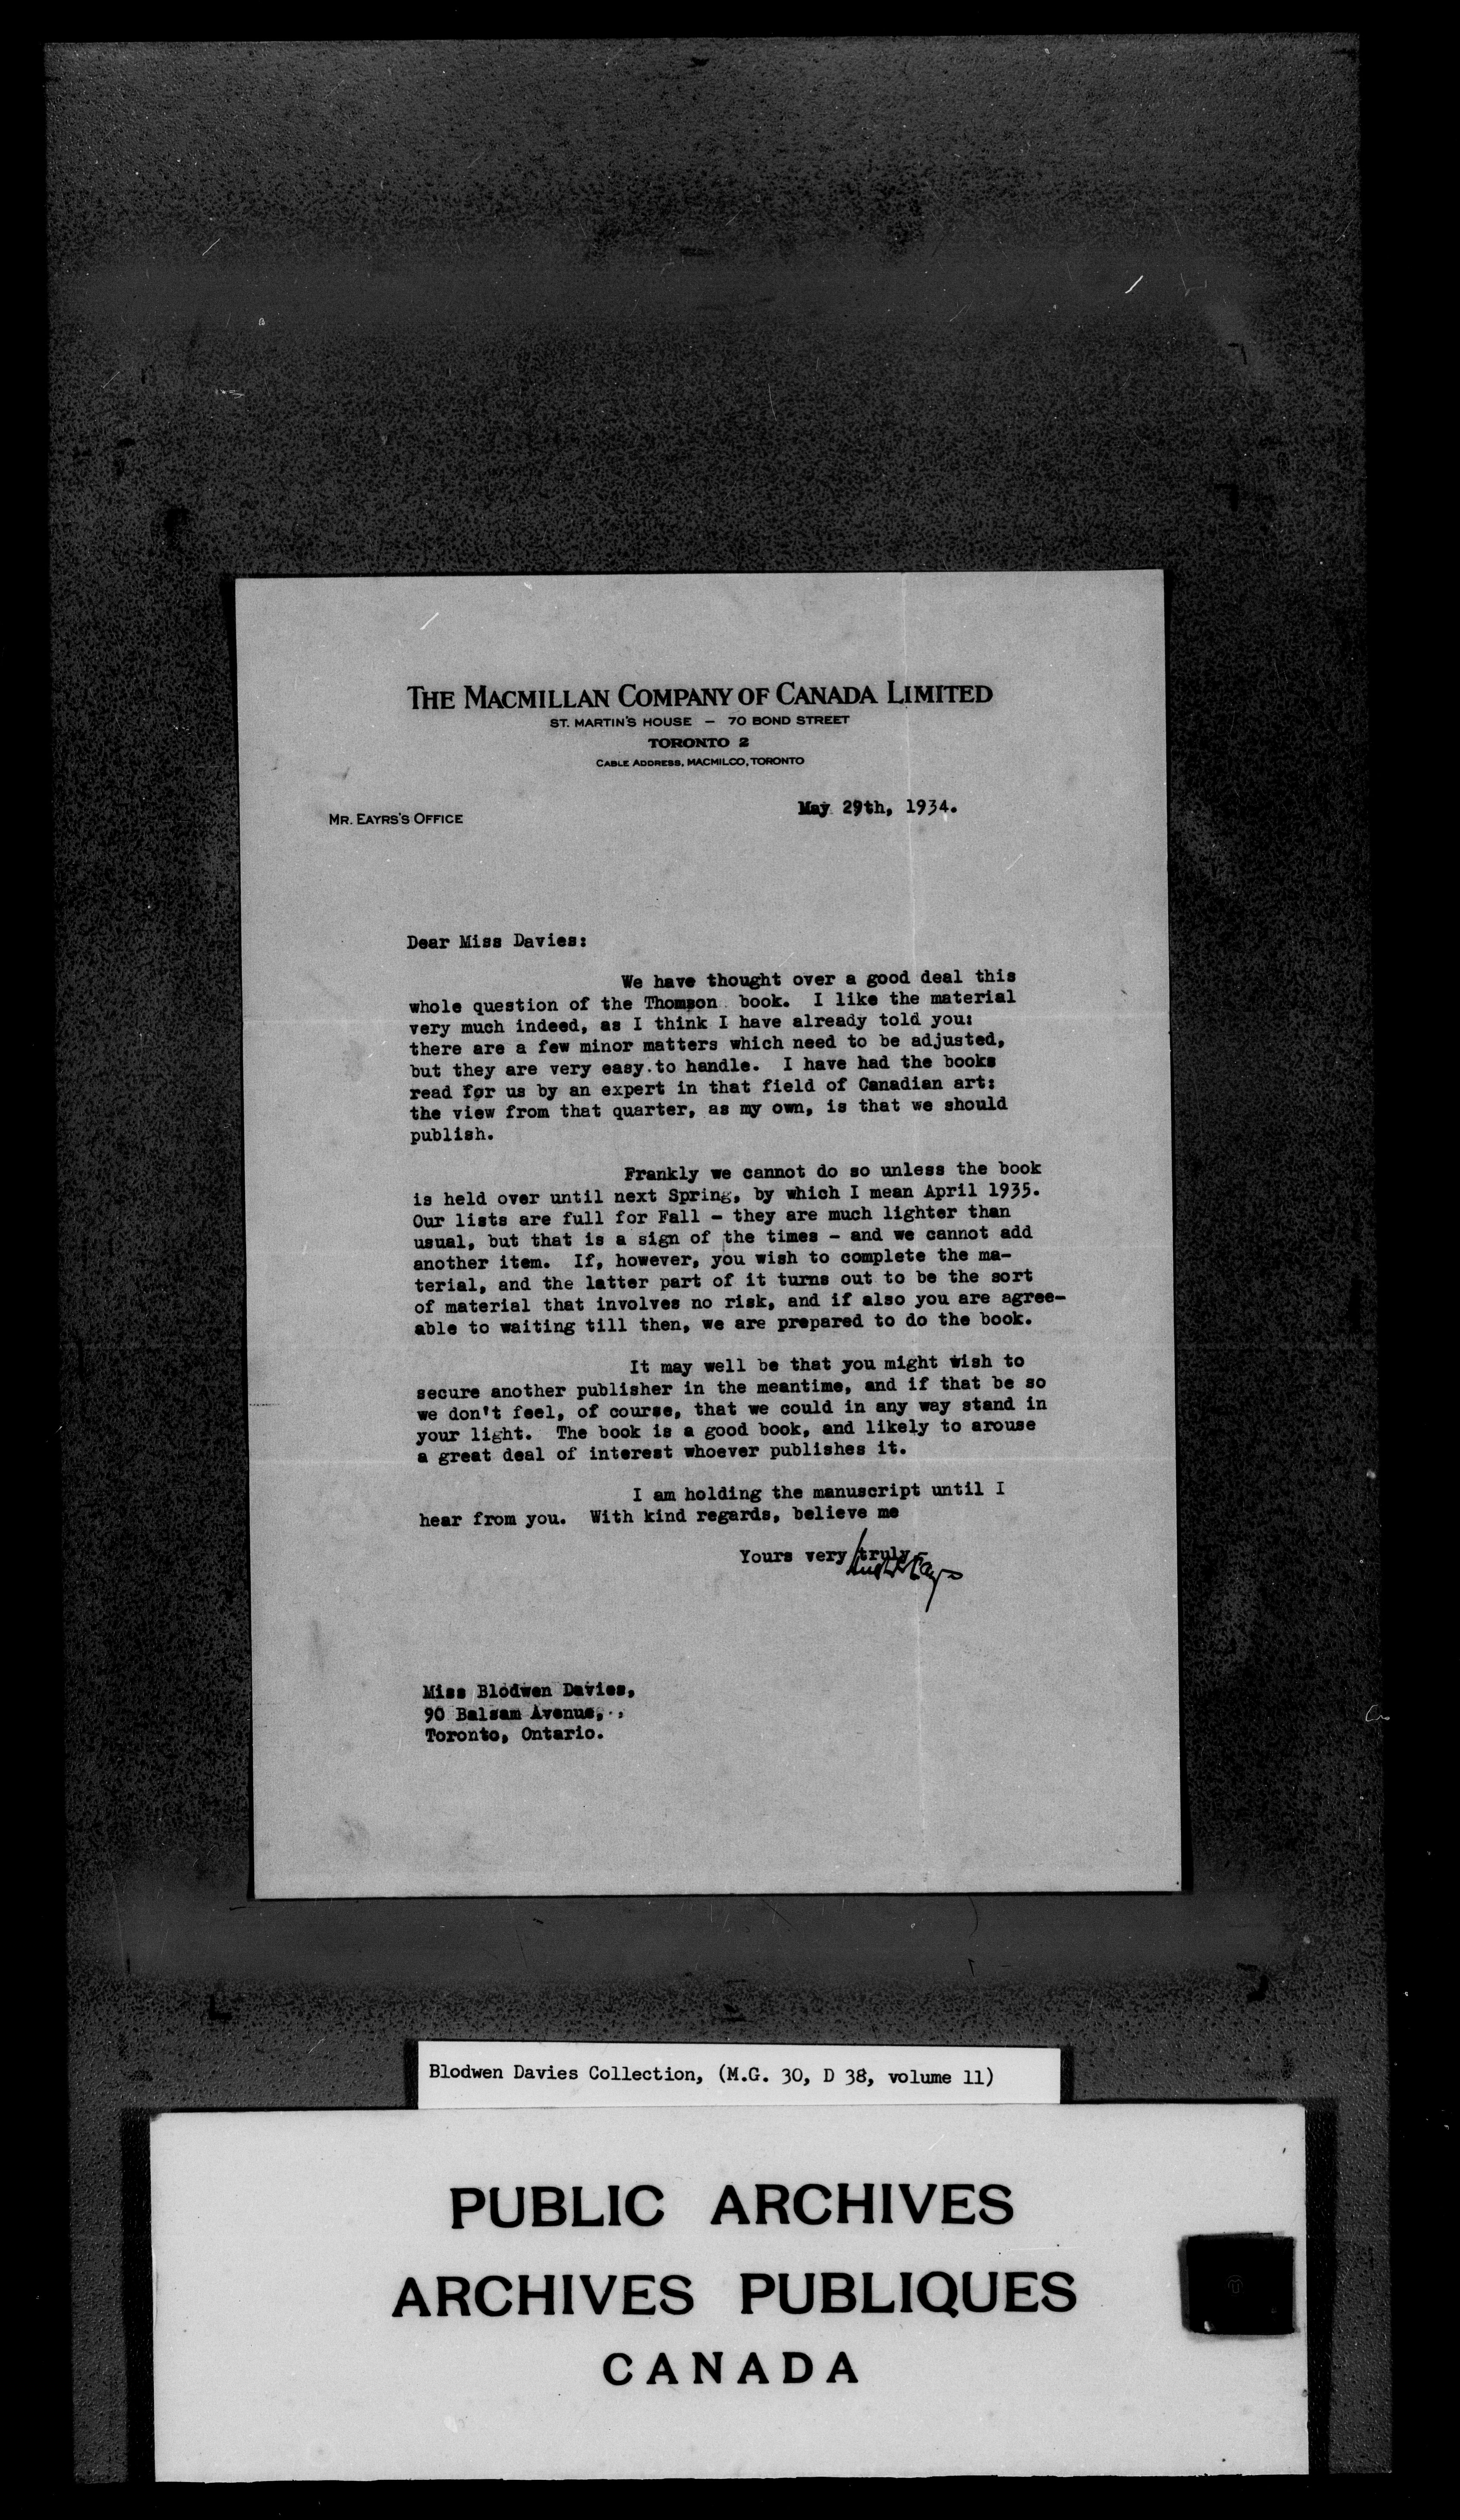 THE MACMILLAN COMPANY OF CANADA LIMITED
ST. MARTIN'S HOUSE — 70 BOND STREET
TORONTO 2
CABLE ADDRESS, MACMILCO, TORONTO
May 29th, 1934.
MR. EAYRS'S OFFICE
Dear Miss Davies:
We have thought over a good deal this
whole question of the Thomson book. I like the material
very much indeed, as I think I have already told you:
there are a few minor matters which need to be adjusted,
but they are very easy to handle. I have had the books
read for us by an expert in that field of Canadian art:
the view from that quarter, as my own, is that we should
publish.
Frankly we cannot do so unless the book
is held over until next Spring, by which I mean April 1935.
Our lists are full for Fall - they are much lighter than
usual, but that is a sign of the times - and we cannot add
another item. If, however, you wish to complete the ma-
terial, and the latter part of it turns out to be the sort
of material that involves no risk, and if also you are agree-
able to waiting till then, we are prepared to do the book.
It may well be that you might wish to
secure another publisher in the meantime, and if that be so
we don't feel, of course, that we could in any way stand in
your light. The book is a good book, and likely to arouse
a great deal of interest whoever publishes it.
I am holding the manuscript until I
hear from you. With kind regards, believe me
Yours very truly,
Hugh Eayrs
Miss Blodwen Davies,
90 Balsam Avenue,
Toronto, Ontario.
Blodwen Davies Collection, (M.G. 30, D 38, volume 11)
PUBLIC ARCHIVES
ARCHIVES PUBLIQUES
CANADA